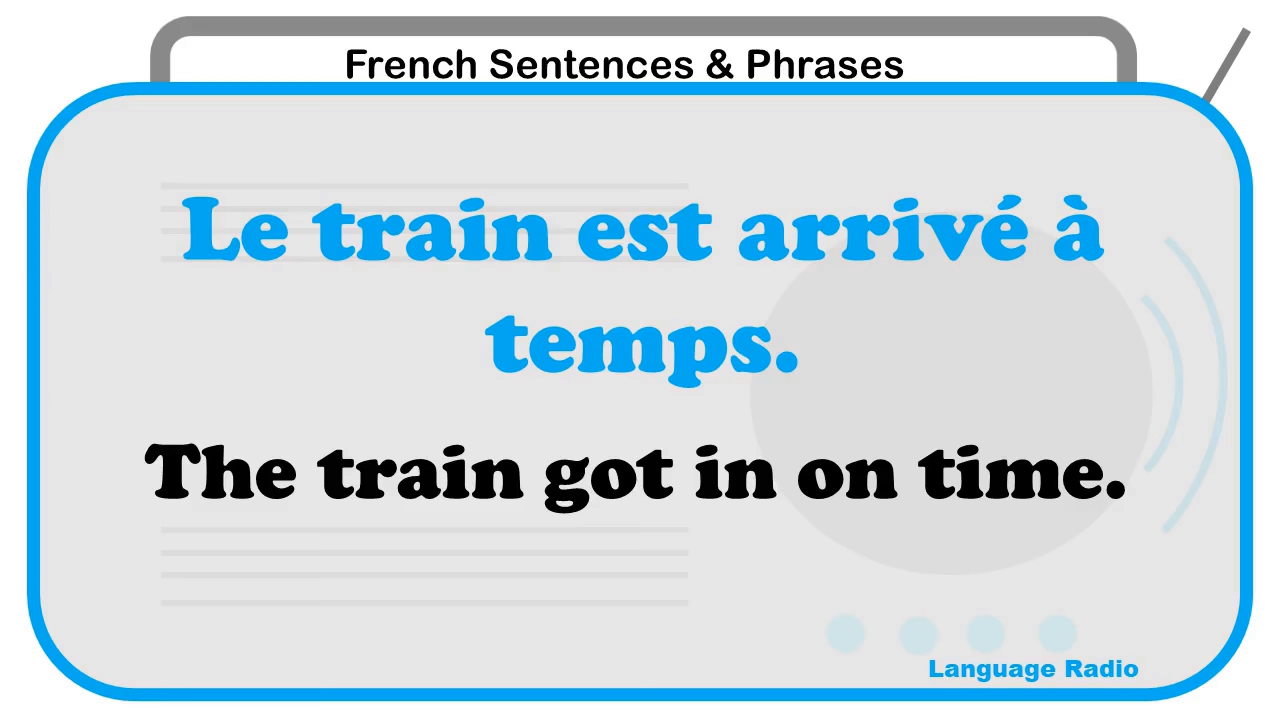 French Sentences & Phrases
Le train est arrivé à
temps.
The train got in on time.
Language Radio